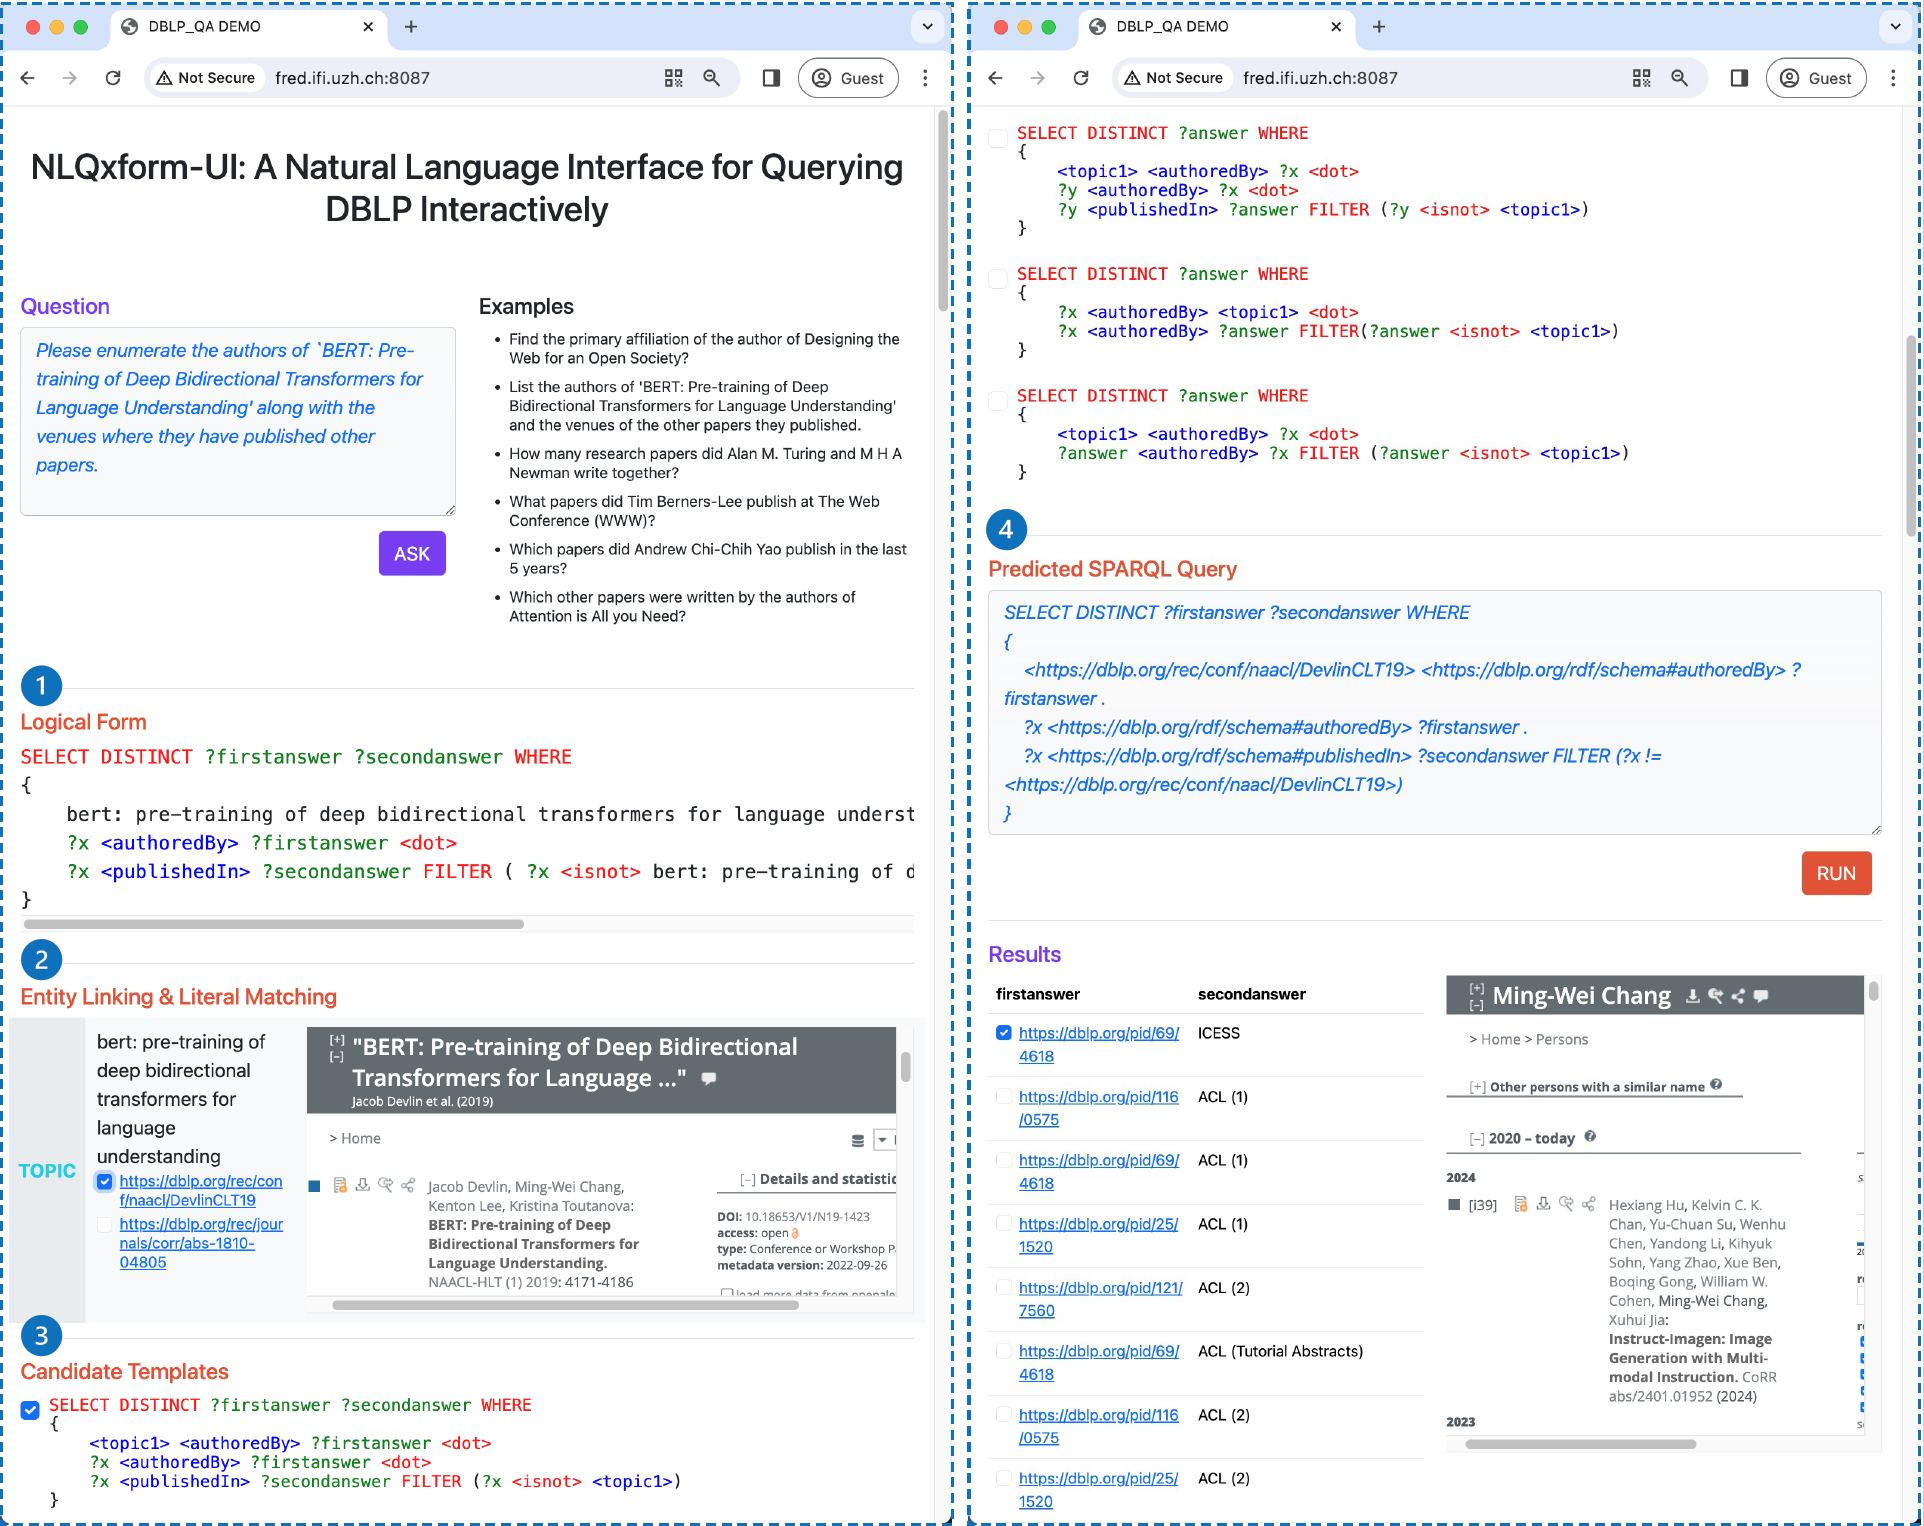 DBLP_QA DEMO
Not Secure
fred.ifi.uzh.ch:8087
Guest
NLQxform-UI: A Natural Language Interface for Querying
DBLP Interactively
Question
Please enumerate the authors of `BERT: Pre-
training of Deep Bidirectional Transformers for
Language Understanding' along with the
venues where they have published other
papers.
ASK
Examples
• Find the primary affiliation of the author of Designing the
Web for an Open Society?
• List the authors of 'BERT: Pre-training of Deep
Bidirectional Transformers for Language Understanding'
and the venues of the other papers they published.
• How many research papers did Alan M. Turing and M H A
Newman write together?
• What papers did Tim Berners-Lee publish at The Web
Conference (WWW)?
• Which papers did Andrew Chi-Chih Yao publish in the last
5 years?
• Which other papers were written by the authors of
Attention is All you Need?
1
Logical Form
SELECT DISTINCT ?firstanswer ?secondanswer WHERE
{
bert: pre-training of deep bidirectional transformers for language underst
?x <authoredBy> ?firstanswer <dot>
?x <publishedIn> ?secondanswer FILTER ( ?x <isnot> bert: pre-training of d
}
2
Entity Linking & Literal Matching
TOPIC
bert: pre-training of
deep bidirectional
transformers for
language
understanding
https://dblp.org/rec/con
f/naacl/DevlinCLT19
https://dblp.org/rec/jour
nals/corr/abs-1810-
04805
[+]
[-]
"BERT: Pre-training of Deep Bidirectional
Transformers for Language ..."
Jacob Devlin et al. (2019)
> Home
Jacob Devlin, Ming-Wei Chang,
Kenton Lee, Kristina Toutanova:
BERT: Pre-training of Deep
Bidirectional Transformers for
Language Understanding.
NAACL-HLT (1) 2019: 4171-4186
[-] Details and statistic
DOI: 10.18653/V1/N19-1423
access: open
type: Conference or Workshop P
metadata version: 2022-09-26
load more data from openale
3
Candidate Templates
SELECT DISTINCT ?firstanswer ?secondanswer WHERE
{
<topic1> <authoredBy> ?firstanswer <dot>
?x <authoredBy> ?firstanswer <dot>
?x <publishedIn> ?secondanswer FILTER (?x <isnot> <topic1>)
}
DBLP_QA DEMO
Not Secure
fred.ifi.uzh.ch:8087
Guest
SELECT DISTINCT ?answer WHERE
{
<topic1> <authoredBy> ?x <dot>
?y <authoredBy> ?x <dot>
?y <publishedIn> ?answer FILTER (?y <isnot> <topic1>)
}
SELECT DISTINCT ?answer WHERE
{
?x <authoredBy> <topic1> <dot>
?x <authoredBy> ?answer FILTER(?answer <isnot> <topic1>)
}
SELECT DISTINCT ?answer WHERE
{
<topic1> <authoredBy> ?x <dot>
?answer <authoredBy> ?x FILTER (?answer <isnot> <topic1>)
}
4
Predicted SPARQL Query
SELECT DISTINCT ?firstanswer ?secondanswer WHERE
{
<https://dblp.org/rec/conf/naacl/DevlinCLT19> <https://dblp.org/rdf/schema#authoredBy> ?
firstanswer .
?x <https://dblp.org/rdf/schema#authoredBy> ?firstanswer .
?x <https://dblp.org/rdf/schema#publishedIn> ?secondanswer FILTER (?x !=
<https://dblp.org/rec/conf/naacl/DevlinCLT19>)
}
RUN
Results
firstanswer secondanswer
https://dblp.org/pid/69/ ICESS
4618
https://dblp.org/pid/116 ACL (1)
/0575
https://dblp.org/pid/69/ ACL (1)
4618
https://dblp.org/pid/25/ ACL (1)
1520
https://dblp.org/pid/121/ ACL (2)
7560
https://dblp.org/pid/69/ ACL (Tutorial Abstracts)
4618
https://dblp.org/pid/116 ACL (2)
/0575
https://dblp.org/pid/25/ ACL (2)
1520
[+]
[-]
Ming-Wei Chang
> Home > Persons
[+] Other persons with a similar name
[-] 2020 – today
2024
[i39]
Hexiang Hu, Kelvin C. K.
Chan, Yu-Chuan Su, Wenhu
Chen, Yandong Li, Kihyuk
Sohn, Yang Zhao, Xue Ben,
Boqing Gong, William W.
Cohen, Ming-Wei Chang,
Xuhui Jia:
Instruct-Imagen: Image
Generation with Multi-
modal Instruction. CoRR
abs/2401.01952 (2024)
2023